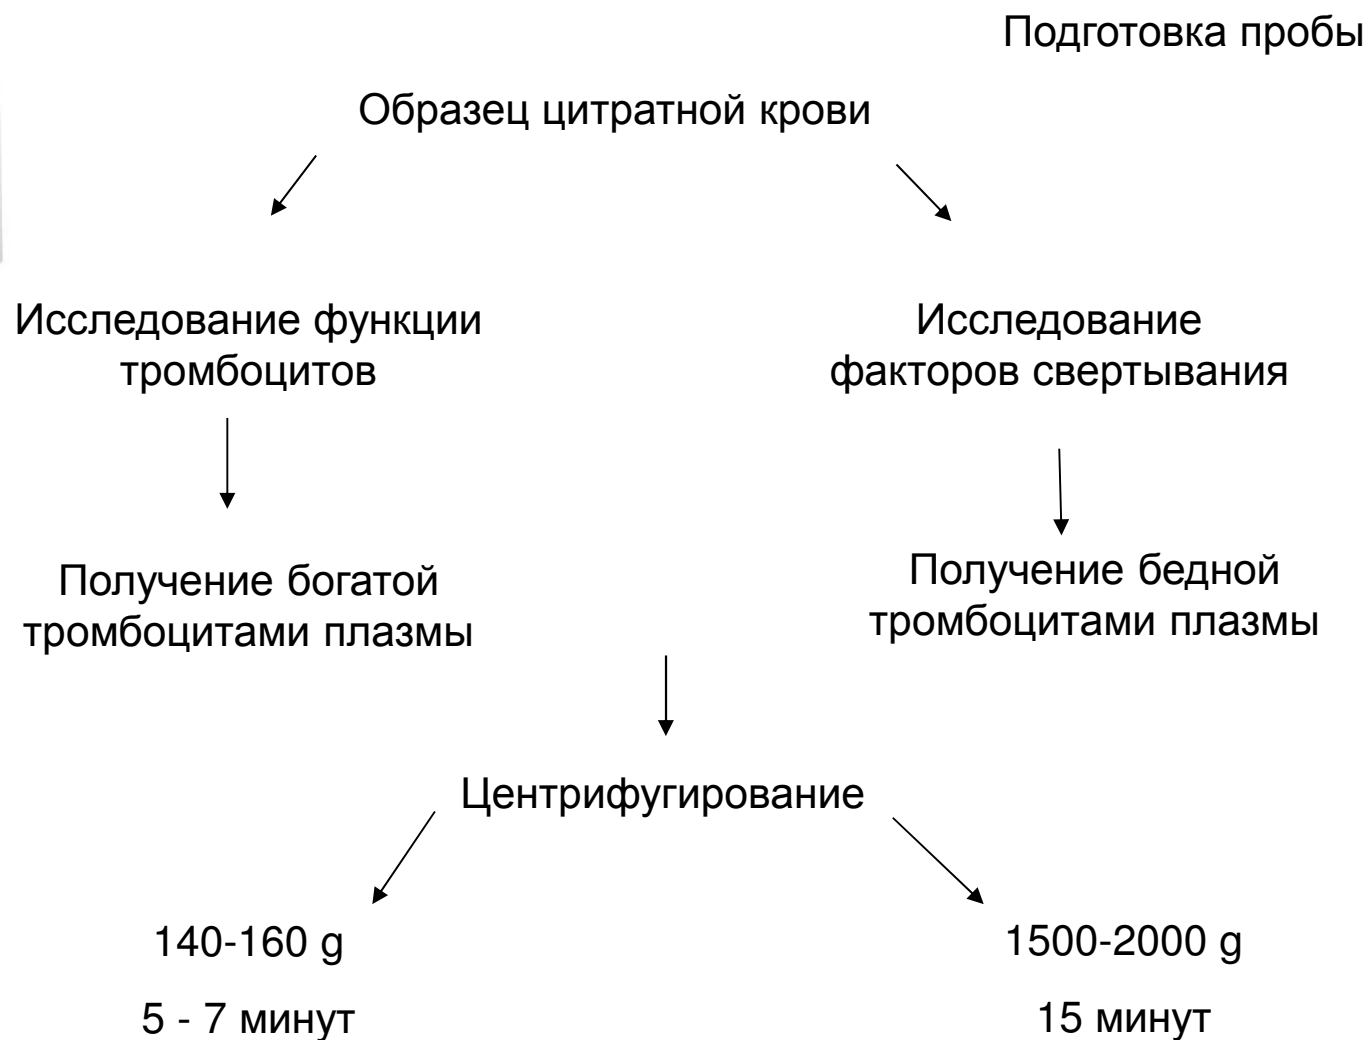 Подготовка пробы
Образец цитратной крови
Исследование функции
тромбоцитов
Исследование
факторов свертывания
Получение богатой
тромбоцитами плазмы
Получение бедной
тромбоцитами плазмы
Центрифугирование
140-160 g
5 - 7 минут
1500-2000 g
15 минут